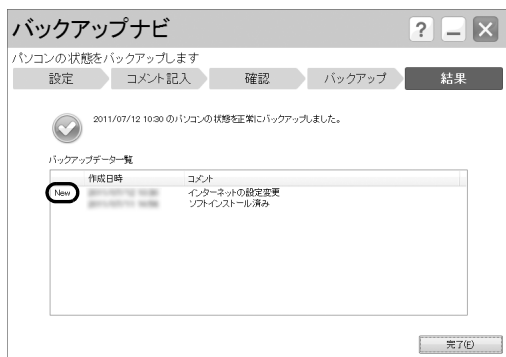 バックアップナビ
? － ×
パソコンの状態をバックアップします
設定 コメント記入 確認 バックアップ 結果
2011/07/12 10:30 のパソコンの状態を正常にバックアップしました。
バックアップデータ一覧
作成日時 コメント
New インターネットの設定変更
ソフトインストール済み
完了(E)